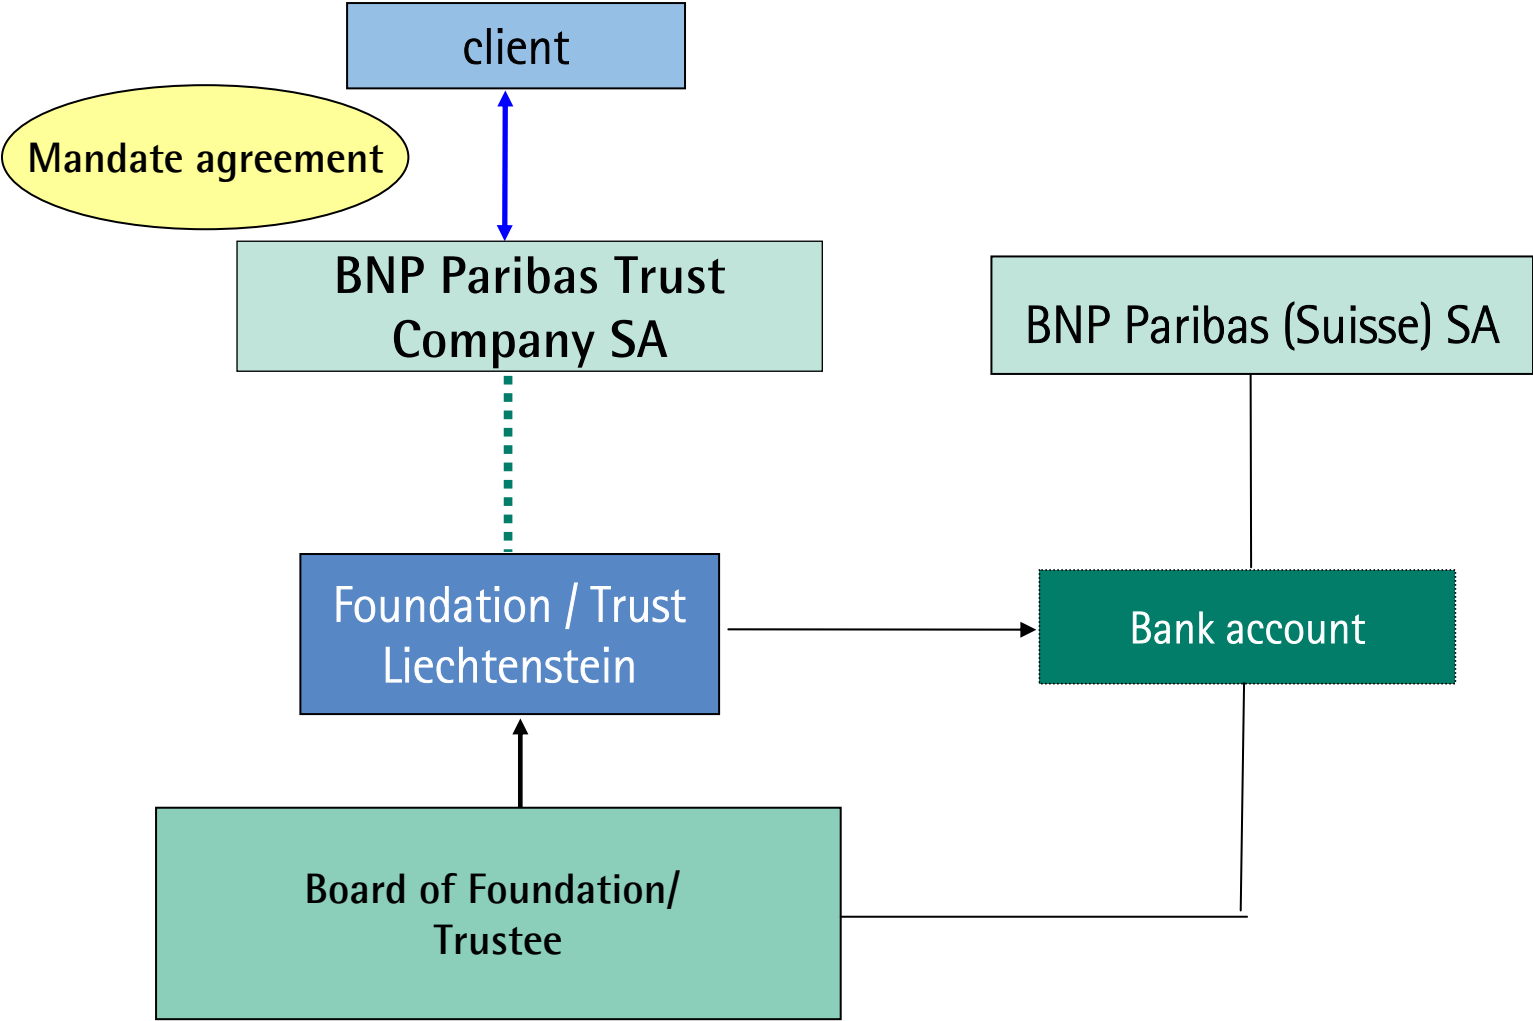 client
Mandate agreement
BNP Paribas Trust
Company SA
BNP Paribas (Suisse) SA
Foundation / Trust
Liechtenstein
Bank account
Board of Foundation/
Trustee